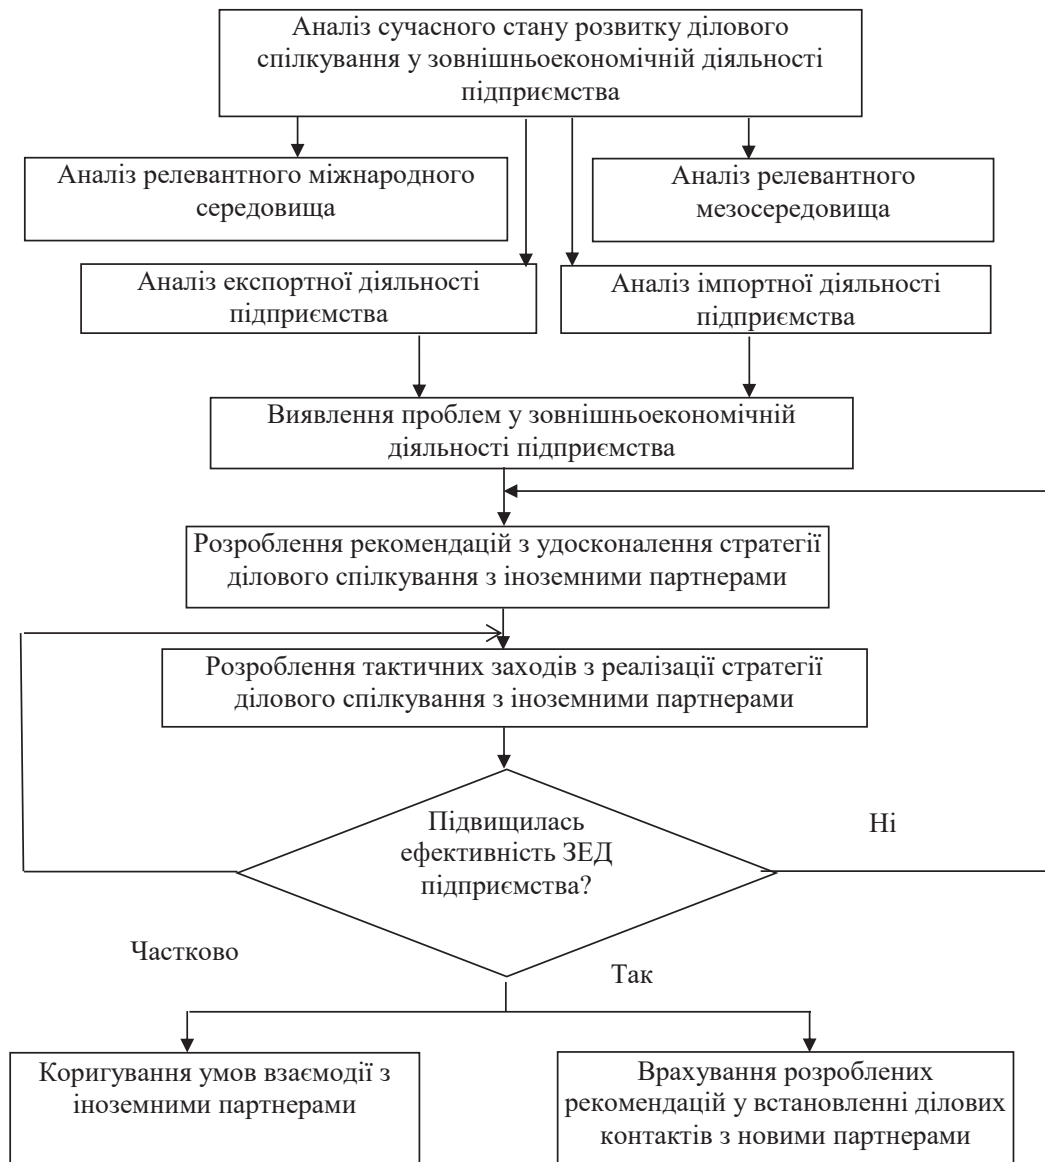 Аналіз сучасного стану розвитку ділового
спілкування у зовнішньоекономічній діяльності
підприємства
Аналіз релевантного міжнародного
середовища
Аналіз релевантного
мезосередовища
Аналіз експортної діяльності
підприємства
Аналіз імпортної діяльності
підприємства
Виявлення проблем у зовнішньоекономічній
діяльності підприємства
Розроблення рекомендацій з удосконалення стратегії
ділового спілкування з іноземними партнерами
Розроблення тактичних заходів з реалізації стратегії
ділового спілкування з іноземними партнерами
Підвищилась
ефективність ЗЕД
підприємства?
Ні
Частково
Так
Коригування умов взаємодії з
іноземними партнерами
Врахування розроблених
рекомендацій у встановленні ділових
контактів з новими партнерами